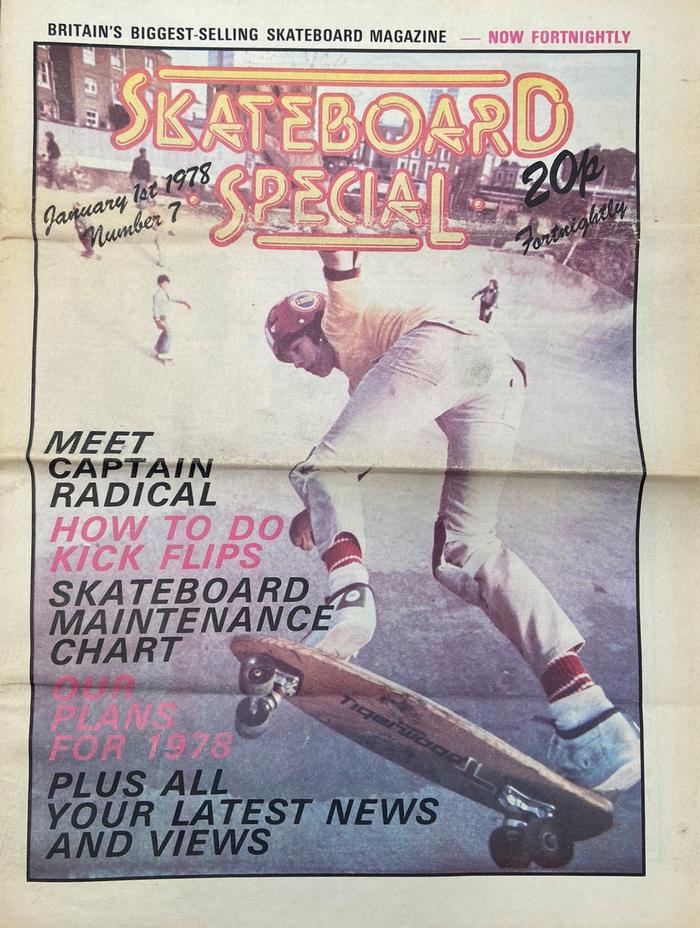 BRITAIN'S BIGGEST-SELLING SKATEBOARD MAGAZINE — NOW FORTNIGHTLY
SKATEBOARD
·SPECIAL·
January 1st 1978
Number 7
20p
Fortnightly
MEET
CAPTAIN
RADICAL
HOW TO DO
KICK FLIPS
SKATEBOARD
MAINTENANCE
CHART
OUR
PLANS
FOR 1978
PLUS ALL
YOUR LATEST NEWS
AND VIEWS
Tigerwood